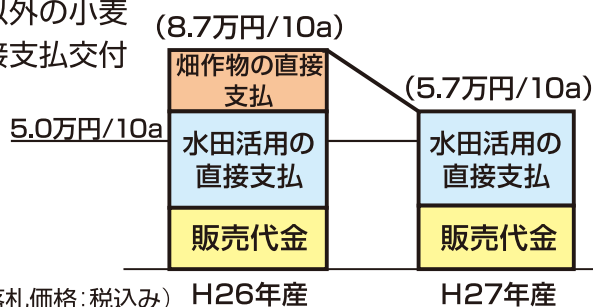 以外の小麦
接支払交付
(8.7万円/10a)
畑作物の直接
支払
(5.7万円/10a)
5.0万円/10a
水田活用の
直接支払
水田活用の
直接支払
販売代金
販売代金
落札価格:税込み)
H26年産
H27年産